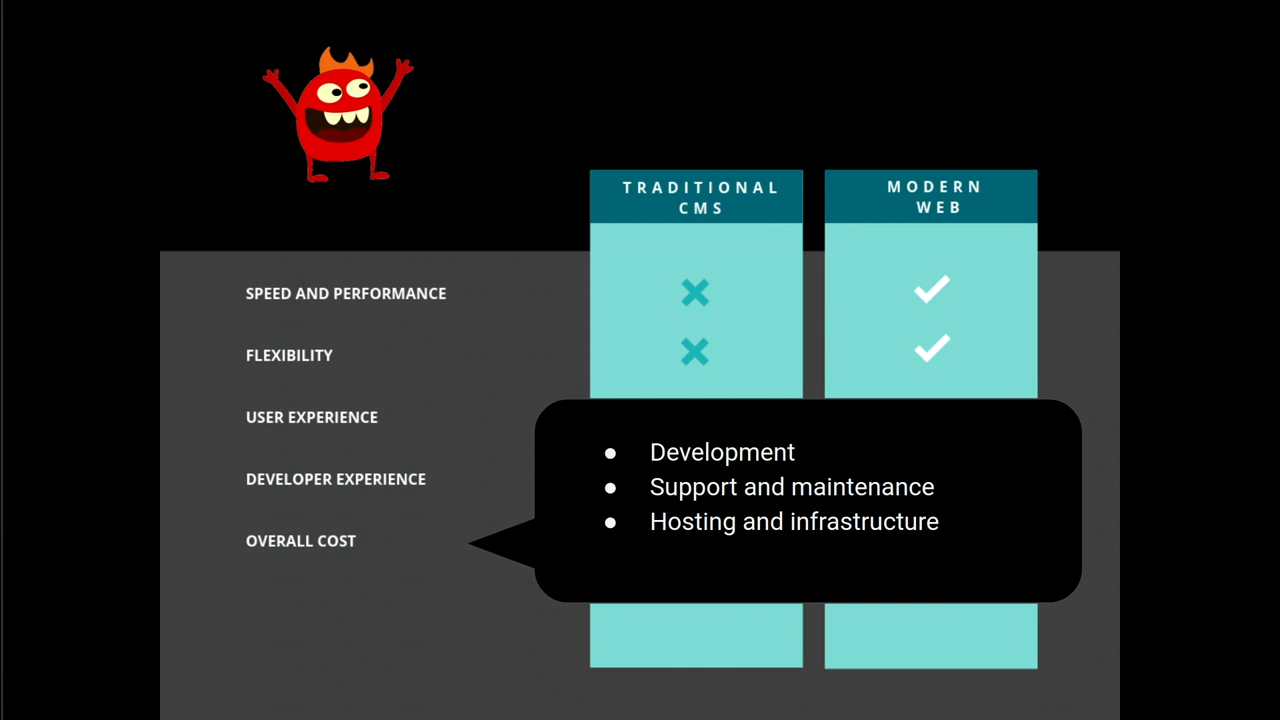 TRADITIONAL
CMS
MODERN
WEB
SPEED AND PERFORMANCE
FLEXIBILITY
USER EXPERIENCE
DEVELOPER EXPERIENCE
OVERALL COST
● Development
● Support and maintenance
● Hosting and infrastructure